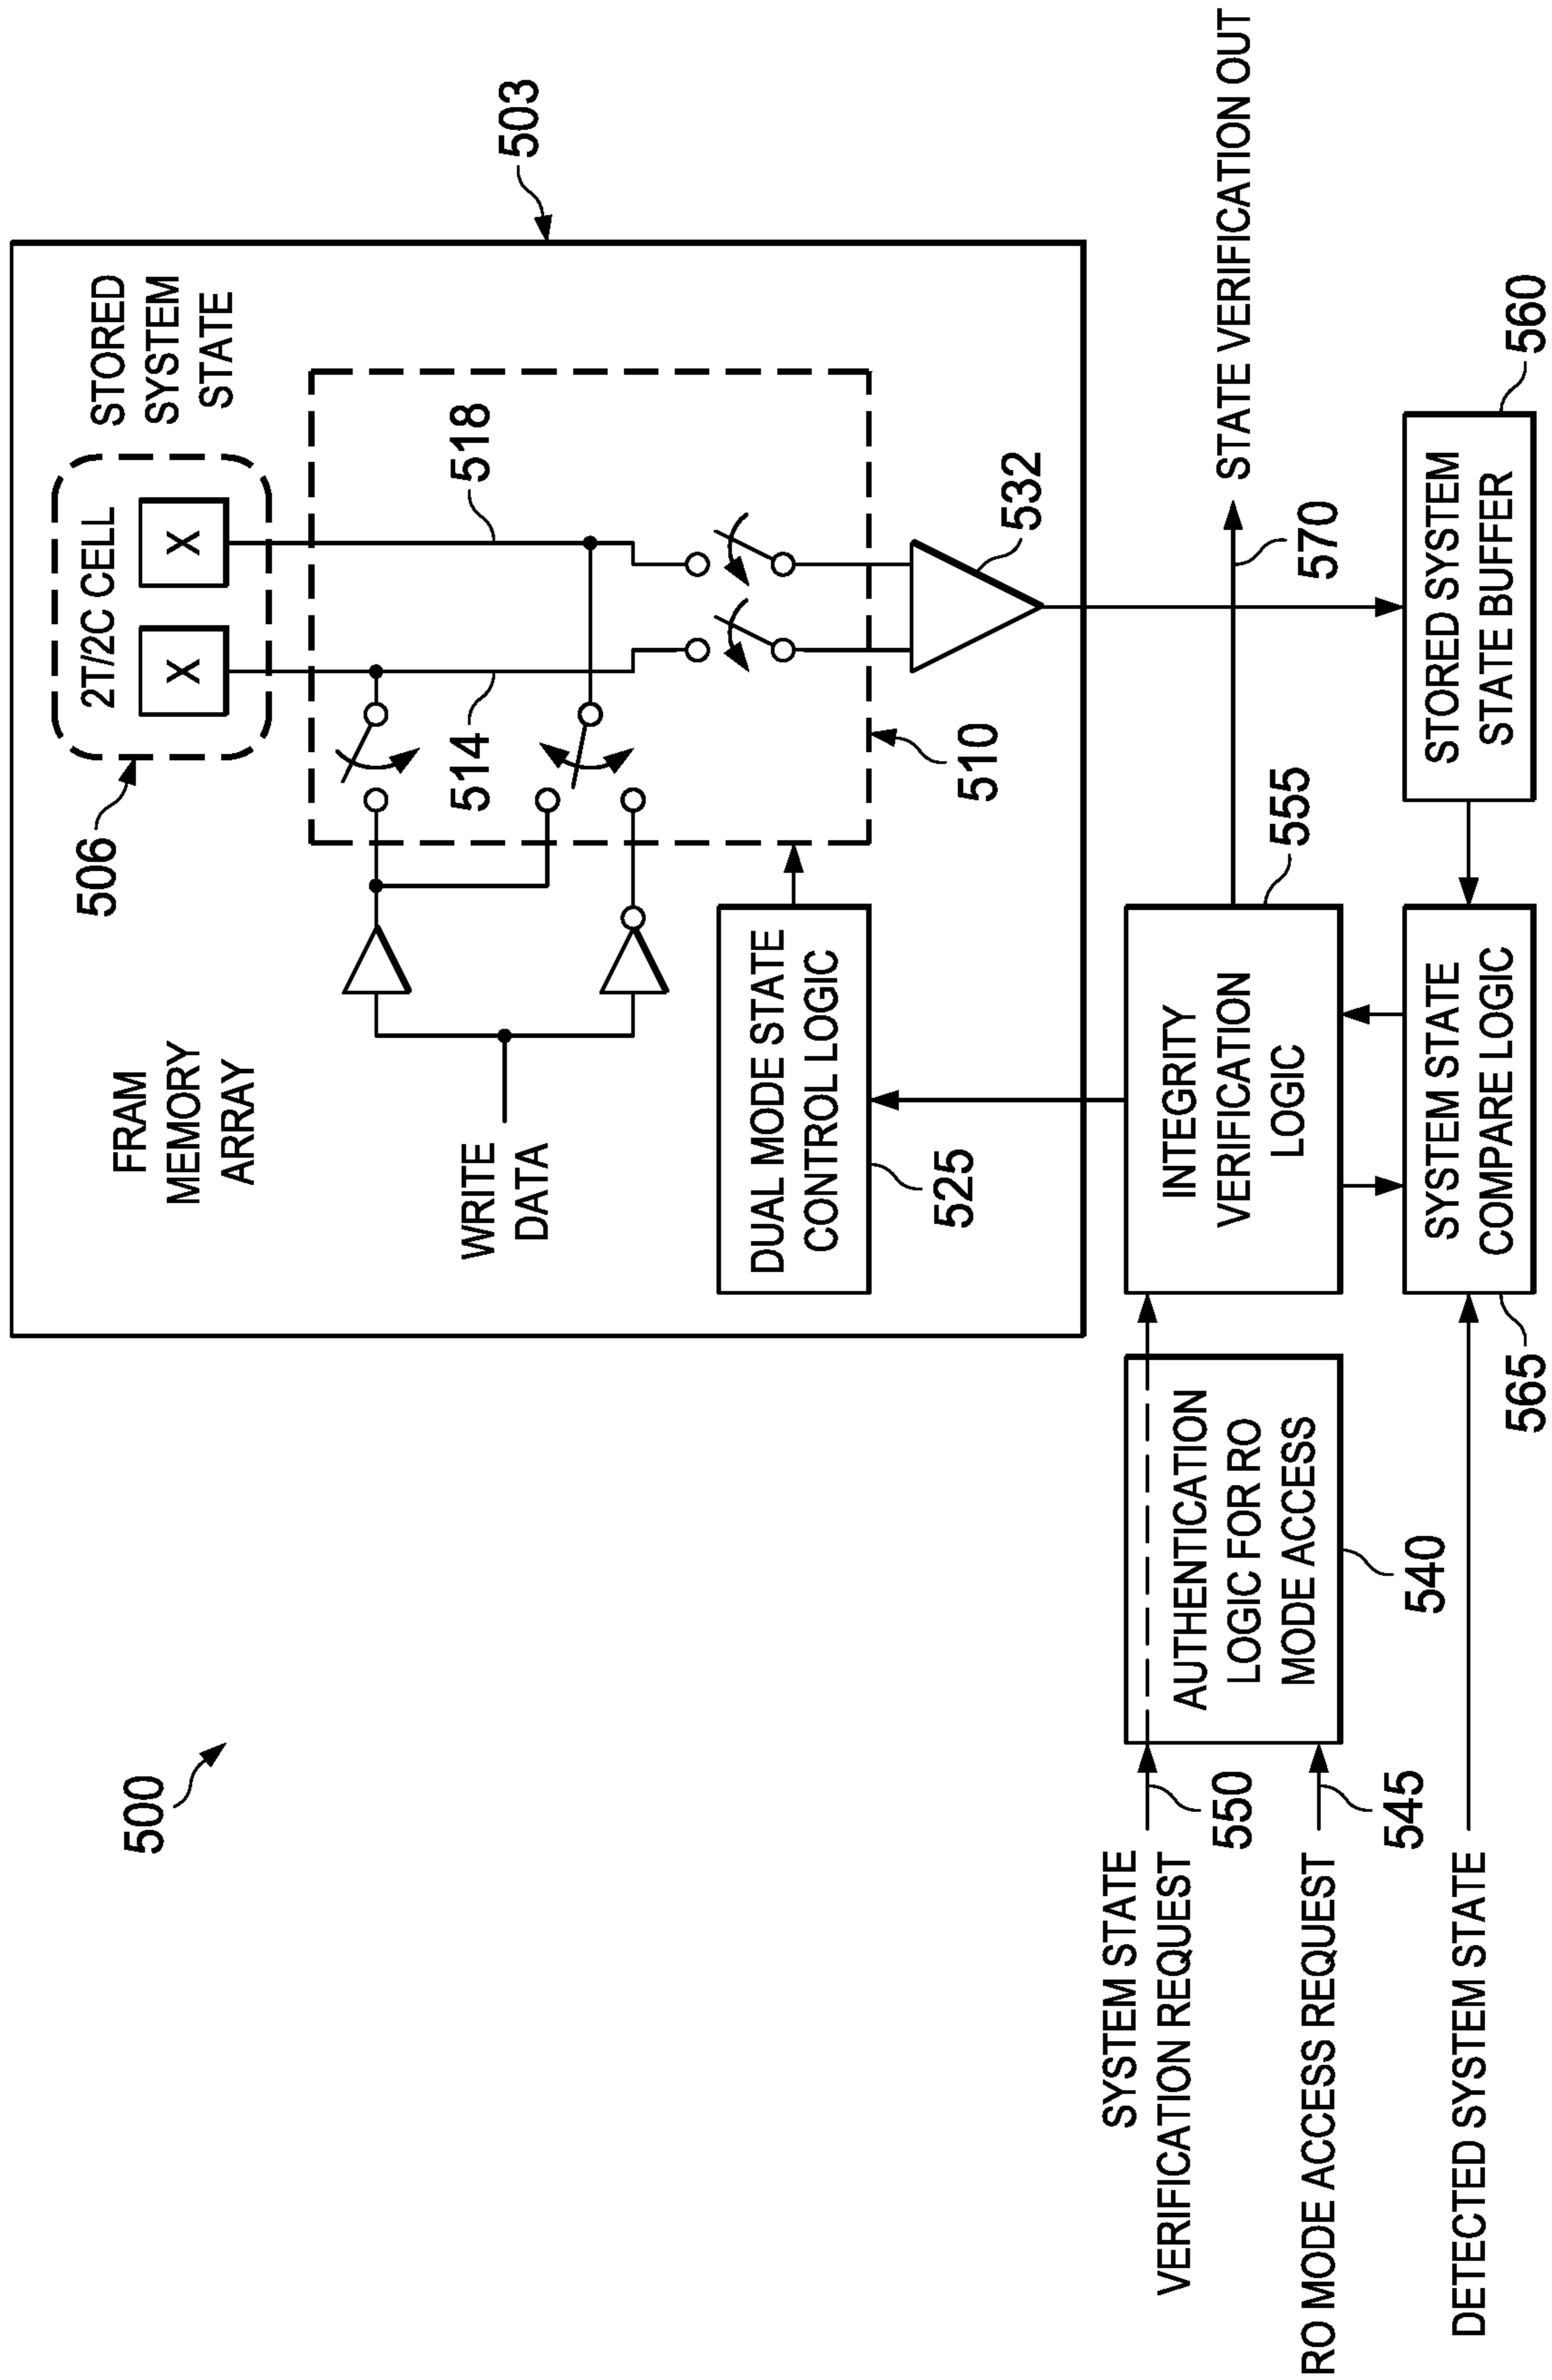 500
503
FRAM
MEMORY
ARRAY
506
2T/2C CELL
X
X
STORED
SYSTEM
STATE
WRITE
DATA
514
518
510
DUAL MODE STATE
CONTROL LOGIC
525
532
SYSTEM STATE
VERIFICATION REQUEST
550
RO MODE ACCESS REQUEST
545
AUTHENTICATION
LOGIC FOR RO
MODE ACCESS
540
INTEGRITY
VERIFICATION
LOGIC
555
STATE VERIFICATION OUT
570
DETECTED SYSTEM STATE
SYSTEM STATE
COMPARE LOGIC
565
STORED SYSTEM
STATE BUFFER
560